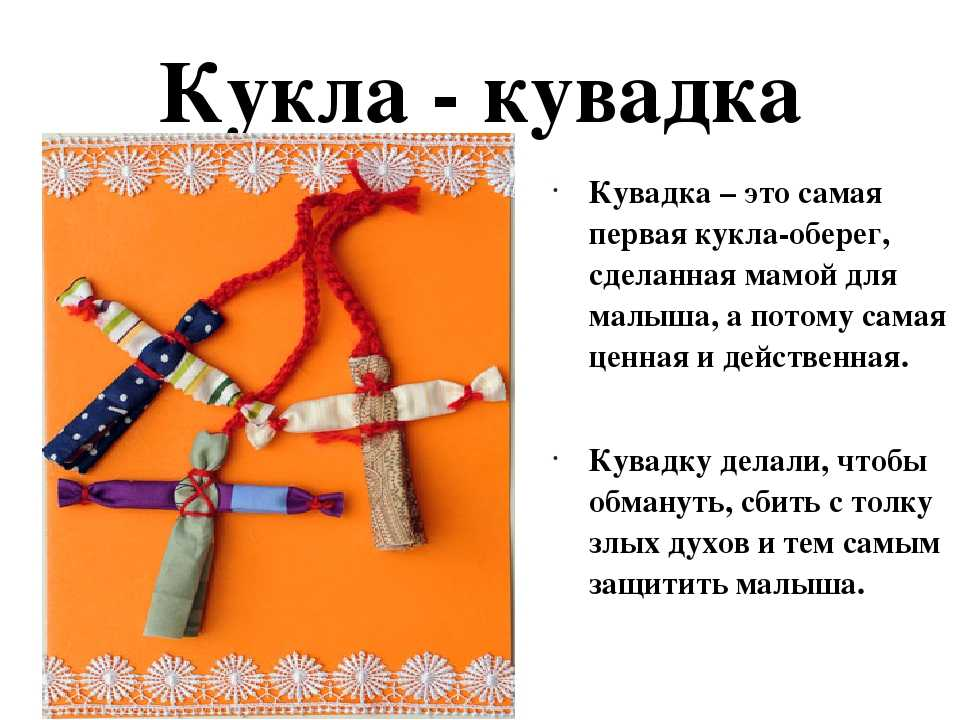 Кукла - кувадка
· Кувадка – это самая
первая кукла-оберег,
сделанная мамой для
малыша, а потому самая
ценная и действенная.
· Кувадку делали, чтобы
обмануть, сбить с толку
злых духов и тем самым
защитить малыша.